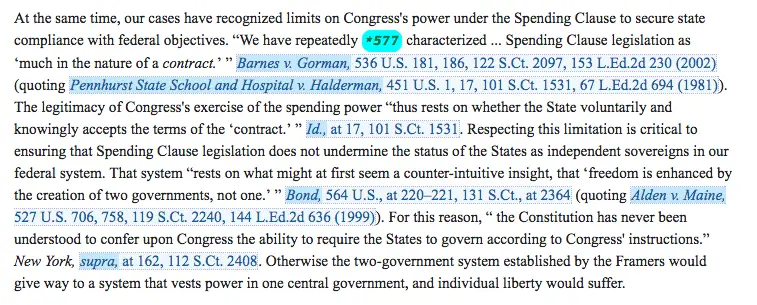 At the same time, our cases have recognized limits on Congress's power under the Spending Clause to secure state
compliance with federal objectives. “We have repeatedly *577 characterized ... Spending Clause legislation as
‘much in the nature of a contract.’ ” Barnes v. Gorman, 536 U.S. 181, 186, 122 S.Ct. 2097, 153 L.Ed.2d 230 (2002)
(quoting Pennhurst State School and Hospital v. Halderman, 451 U.S. 1, 17, 101 S.Ct. 1531, 67 L.Ed.2d 694 (1981)).
The legitimacy of Congress's exercise of the spending power “thus rests on whether the State voluntarily and
knowingly accepts the terms of the ‘contract.’ ” Id., at 17, 101 S.Ct. 1531. Respecting this limitation is critical to
ensuring that Spending Clause legislation does not undermine the status of the States as independent sovereigns in our
federal system. That system “rests on what might at first seem a counter-intuitive insight, that ‘freedom is enhanced by
the creation of two governments, not one.’ ” Bond, 564 U.S., at 220–221, 131 S.Ct., at 2364 (quoting Alden v. Maine,
527 U.S. 706, 758, 119 S.Ct. 2240, 144 L.Ed.2d 636 (1999)). For this reason, “ the Constitution has never been
understood to confer upon Congress the ability to require the States to govern according to Congress' instructions.”
New York, supra, at 162, 112 S.Ct. 2408. Otherwise the two-government system established by the Framers would
give way to a system that vests power in one central government, and individual liberty would suffer.